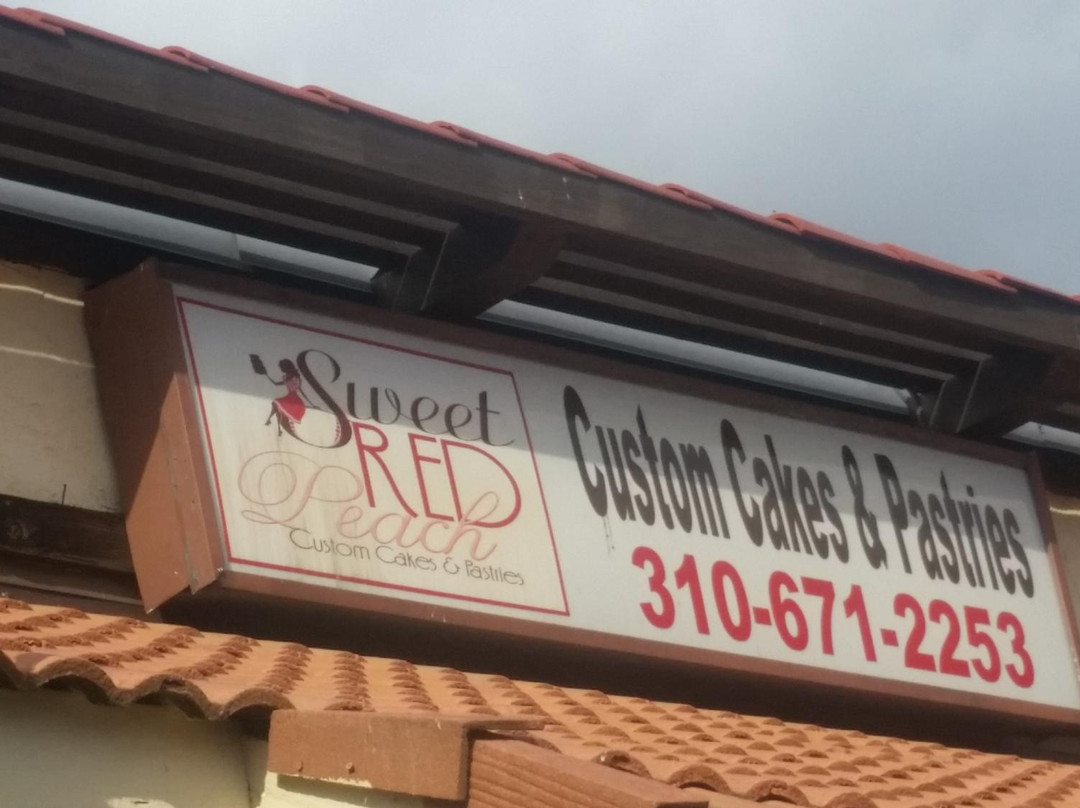 Sweet
RED
Peach
Custom Cakes & Pastries
Custom Cakes & Pastries
310-671-2253